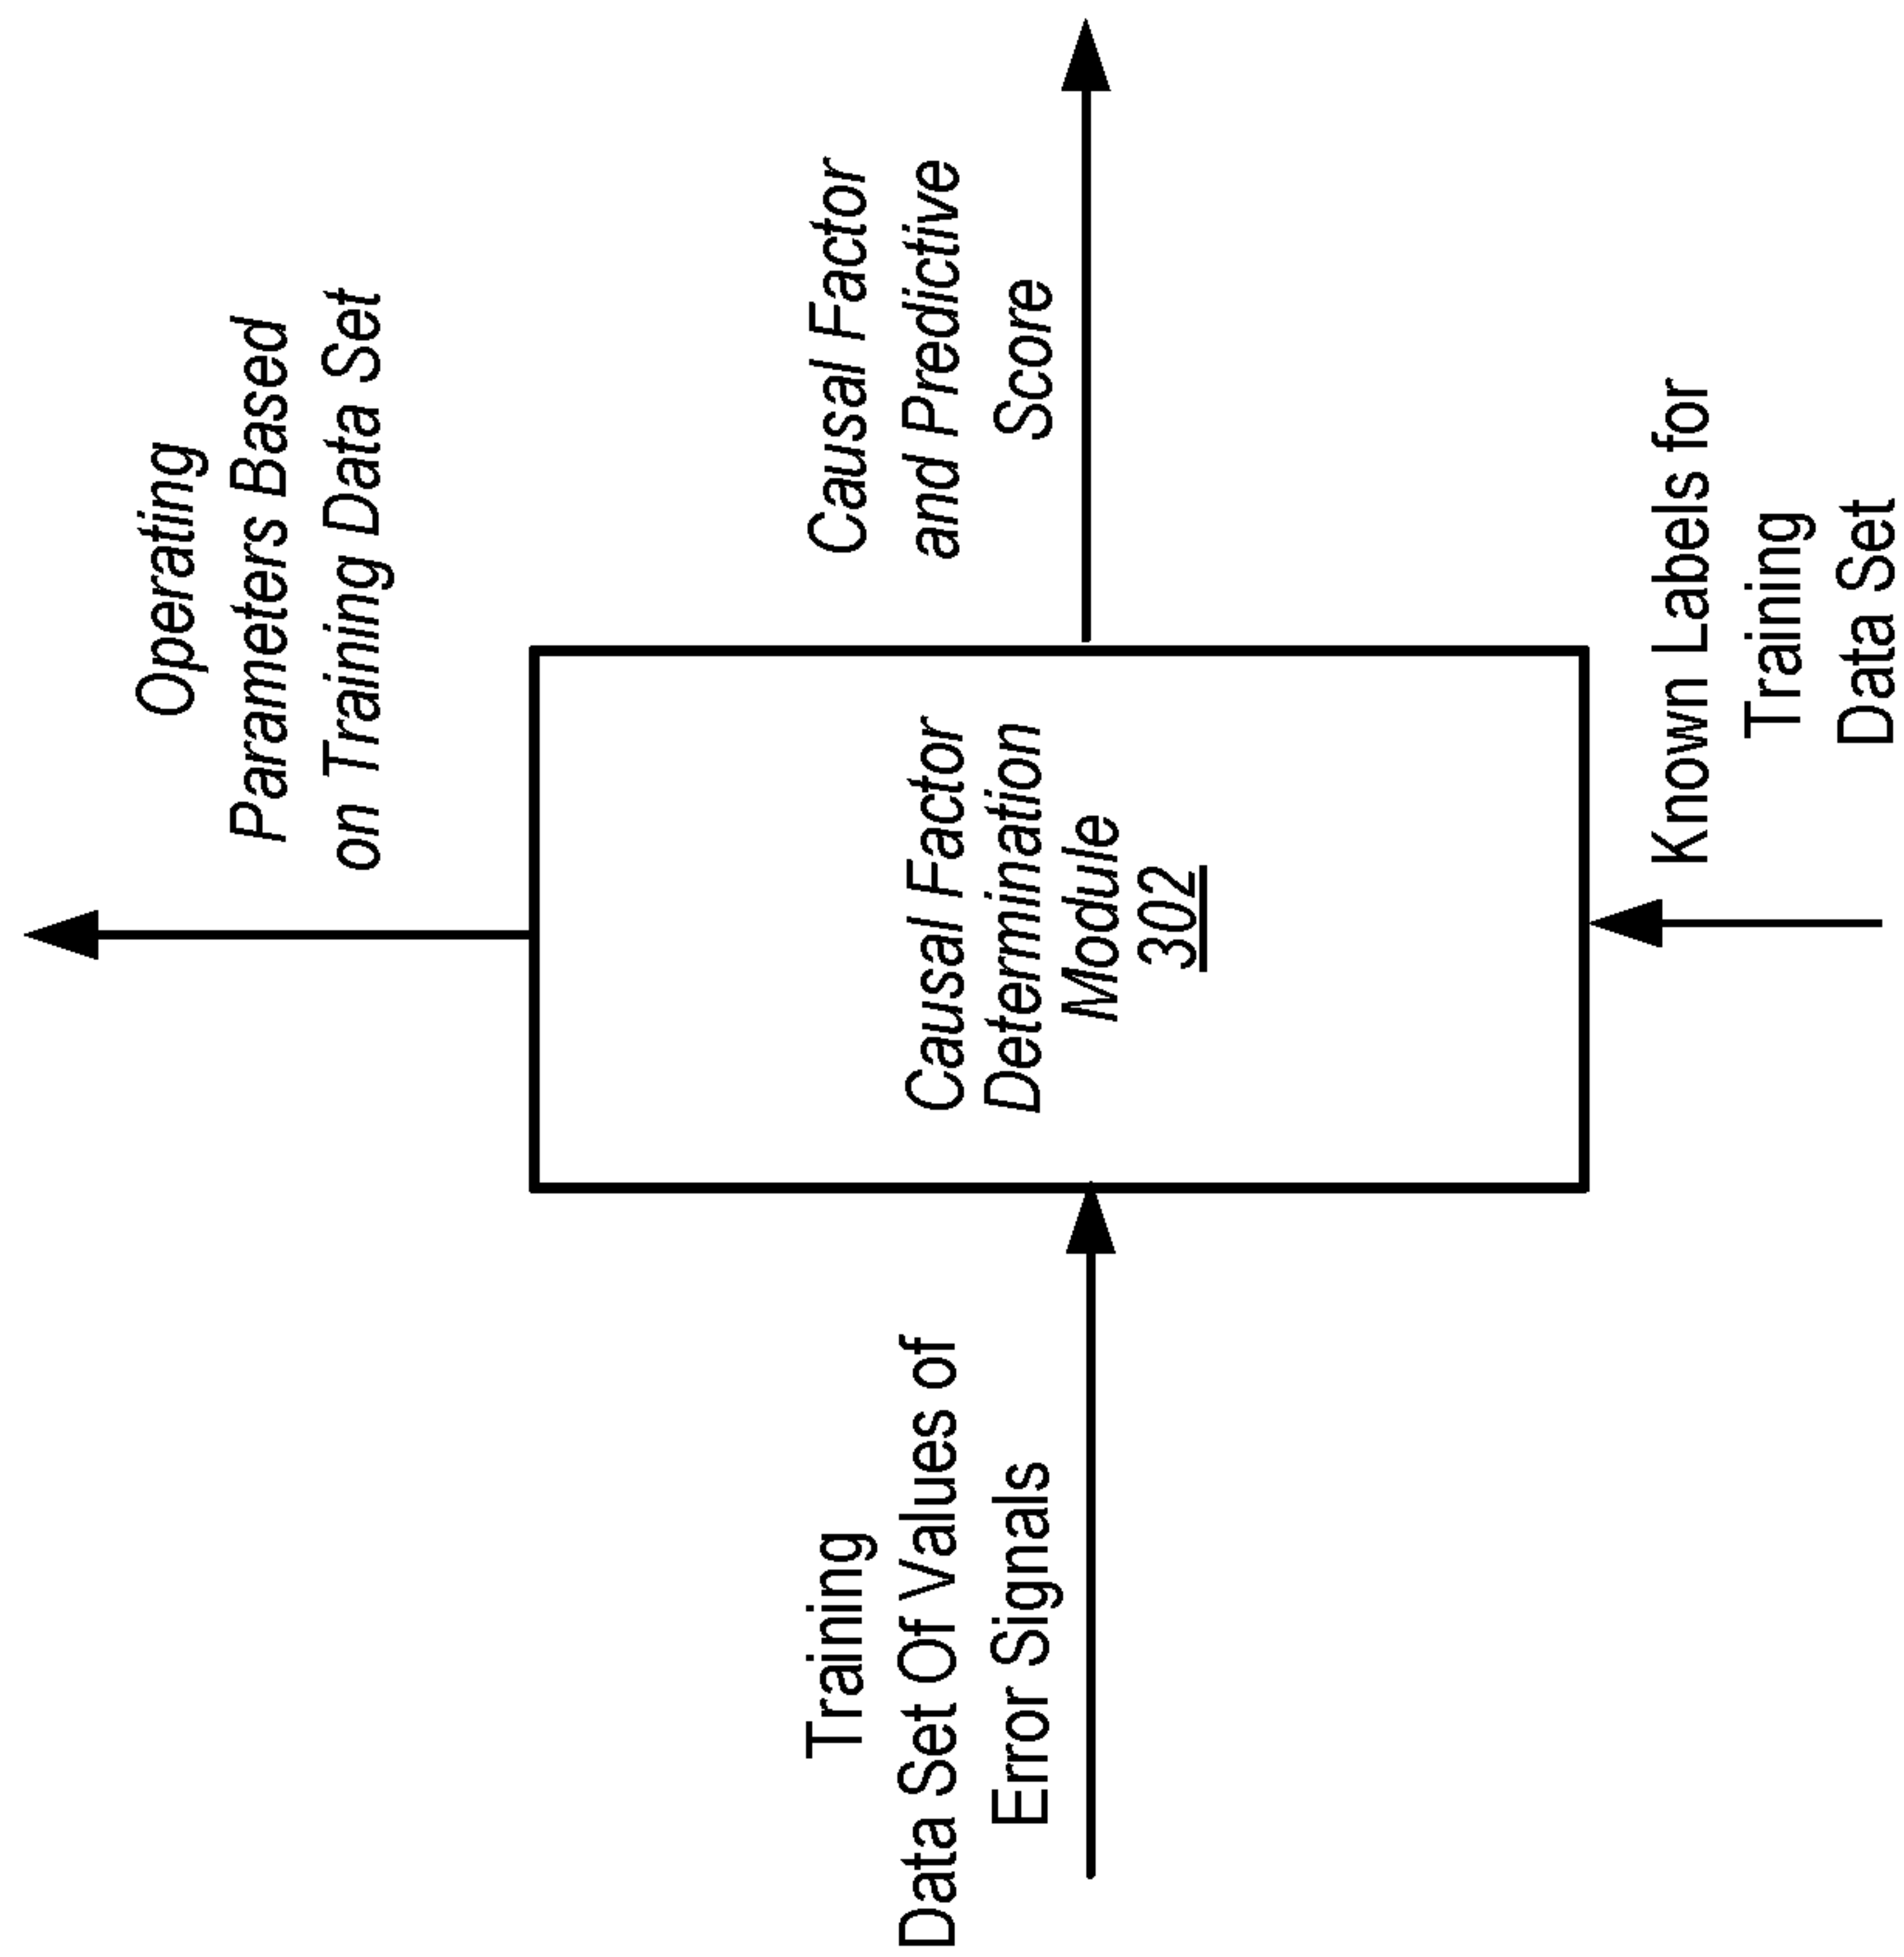 Operating
Parameters Based
on Training Data Set
Training
Data Set Of Values of
Error Signals
Causal Factor
Determination
Module
302
Causal Factor
and Predictive
Score
Known Labels for
Training
Data Set